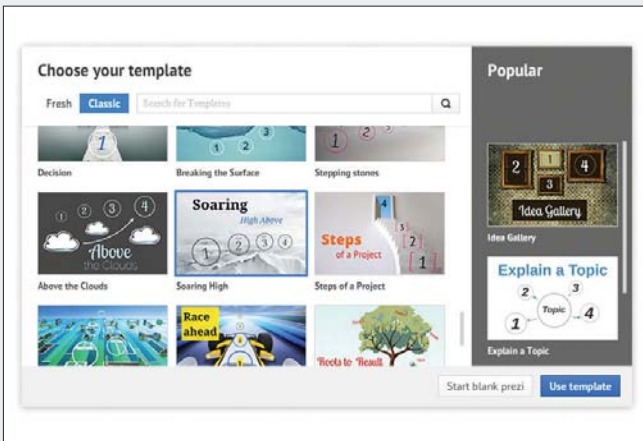 Choose your template
Popular
Fresh
Classic
Search for Templates
1
1
2
3
1
2
3
Decision
Breaking the Surface
Stepping stones
1
2
3
4
Above
the Clouds
Soaring
High Above
1
2
3
4
4
3
2
1
Steps
of a Project
2
1
3
4
Idea Gallery
Idea Gallery
Above the Clouds
Soaring High
Steps of a Project
Explain a Topic
2
3
Topic
1
4
Explain a Topic
Race
ahead
Roots to Result
Start blank prezi
Use template